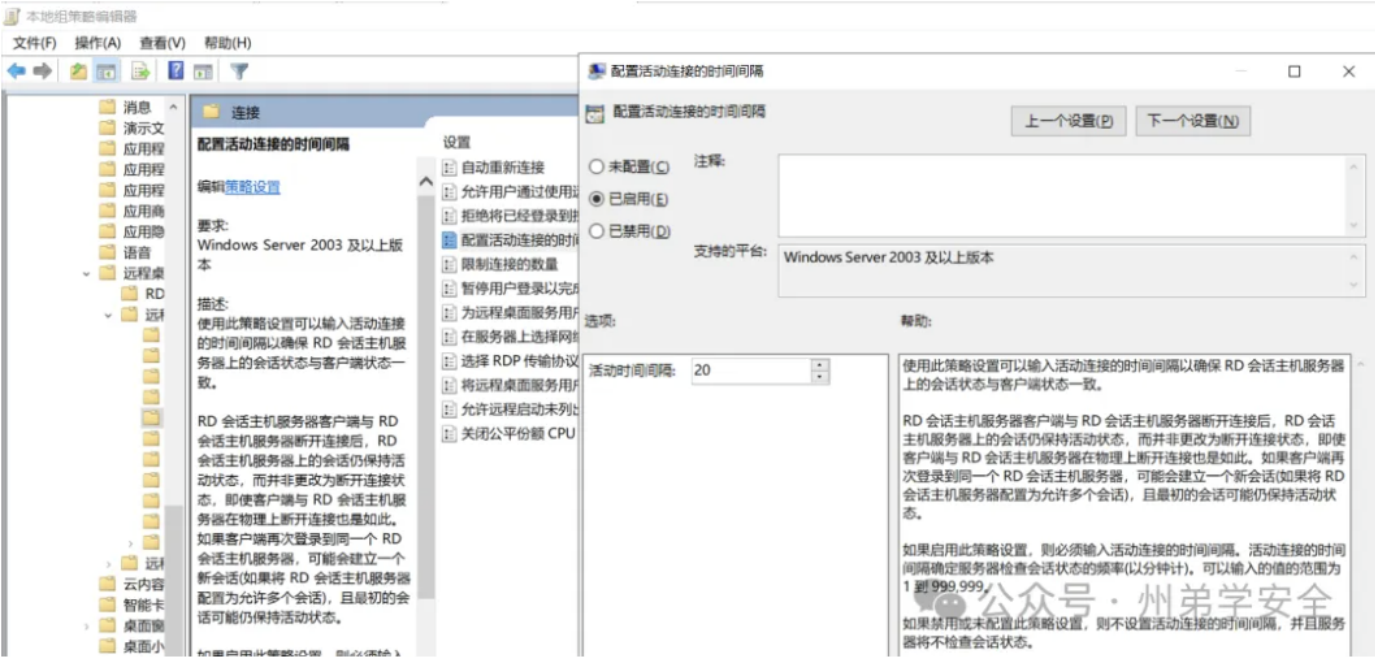 本地组策略编辑器
文件(F) 操作(A) 查看(V) 帮助(H)
消息
演示文
应用程
应用程
应用程
应用商
应用隐
语音
远程桌
RD
远程
远程
云内容
智能卡
桌面窗
桌面小
连接
配置活动连接的时间间隔
编辑策略设置
要求:
Windows Server 2003 及以上版
本
描述:
使用此策略设置可以输入活动连接
的时间间隔以确保 RD 会话主机服
务器上的会话状态与客户端状态一
致。
RD 会话主机服务器客户端与 RD
会话主机服务器断开连接后，RD
会话主机服务器上的会话仍保持活
动状态，而并非更改为断开连接状
态，即使客户端与 RD 会话主机服
务器在物理上断开连接也是如此。
如果客户端再次登录到同一个 RD
会话主机服务器，可能会建立一个
新会话(如果将 RD 会话主机服务器
配置为允许多个会话)，且最初的会
话可能仍保持活动状态。
如果启用此策略设置，则必须输入
设置
自动重新连接
允许用户通过使用远
拒绝将已经登录到控
配置活动连接的时间
限制连接的数量
暂停用户登录以完成
为远程桌面服务用户
在服务器上选择网络
选择 RDP 传输协议
将远程桌面服务用户
允许远程启动未列出
关闭公平份额 CPU
配置活动连接的时间间隔
配置活动连接的时间间隔
上一个设置(P) 下一个设置(N)
未配置(C) 注释:
已启用(E)
已禁用(D)
支持的平台: Windows Server 2003 及以上版本
选项: 帮助:
活动时间间隔: 20
使用此策略设置可以输入活动连接的时间间隔以确保 RD 会话主机服务器
上的会话状态与客户端状态一致。
RD 会话主机服务器客户端与 RD 会话主机服务器断开连接后，RD 会话
主机服务器上的会话仍保持活动状态，而并非更改为断开连接状态，即使
客户端与 RD 会话主机服务器在物理上断开连接也是如此。如果客户端再
次登录到同一个 RD 会话主机服务器，可能会建立一个新会话(如果将 RD
会话主机服务器配置为允许多个会话)，且最初的会话可能仍保持活动状
态。
如果启用此策略设置，则必须输入活动连接的时间间隔。活动连接的时间
间隔确定服务器检查会话状态的频率(以分钟计)。可以输入的值的范围为
1 到 999,999。
如果禁用或未配置此策略设置，则不设置活动连接的时间间隔，并且服务
器将不检查会话状态。
公众号 · 州弟学安全